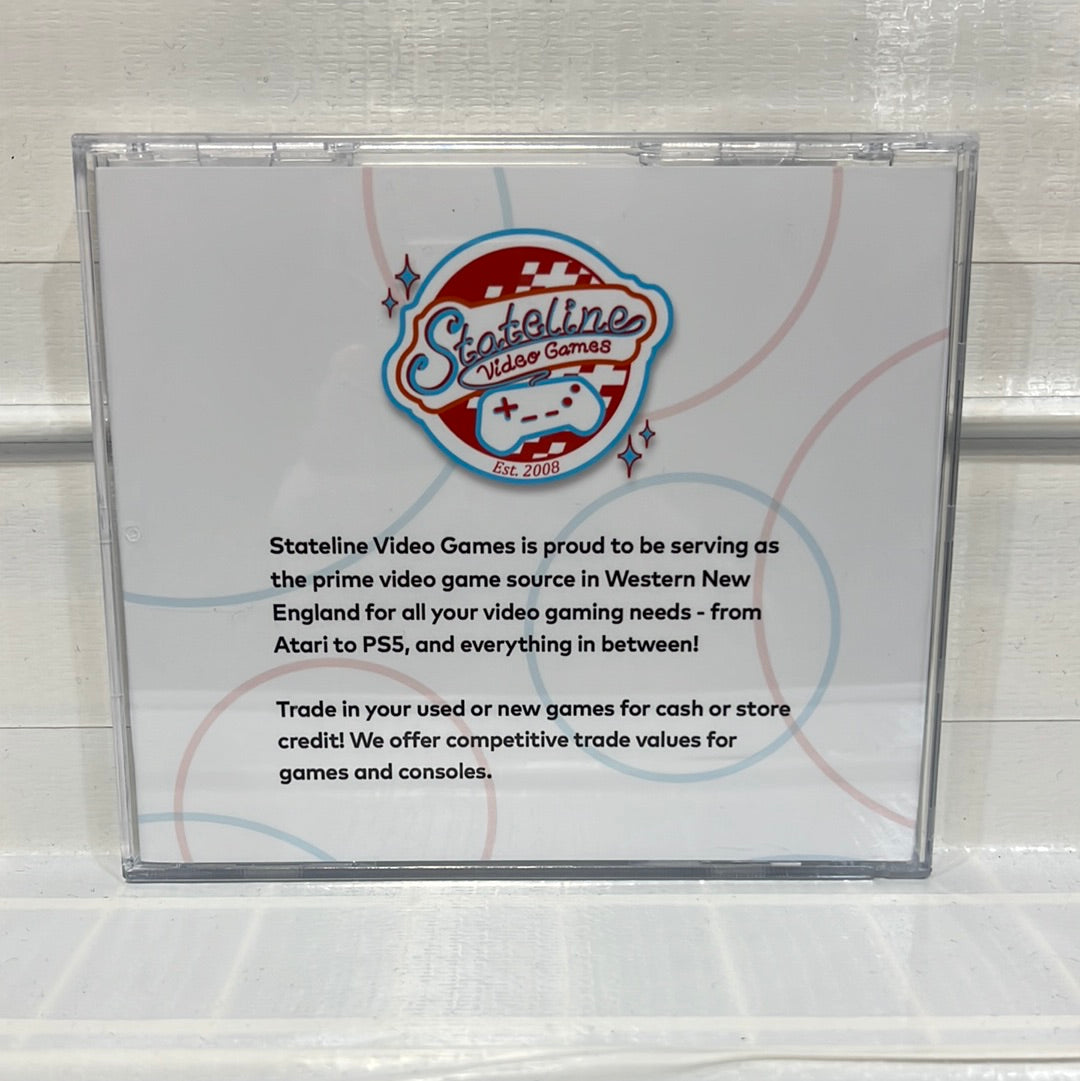 Stateline
Video Games
Est. 2008
Stateline Video Games is proud to be serving as
the prime video game source in Western New
England for all your video gaming needs - from
Atari to PS5, and everything in between!
Trade in your used or new games for cash or store
credit! We offer competitive trade values for
games and consoles.